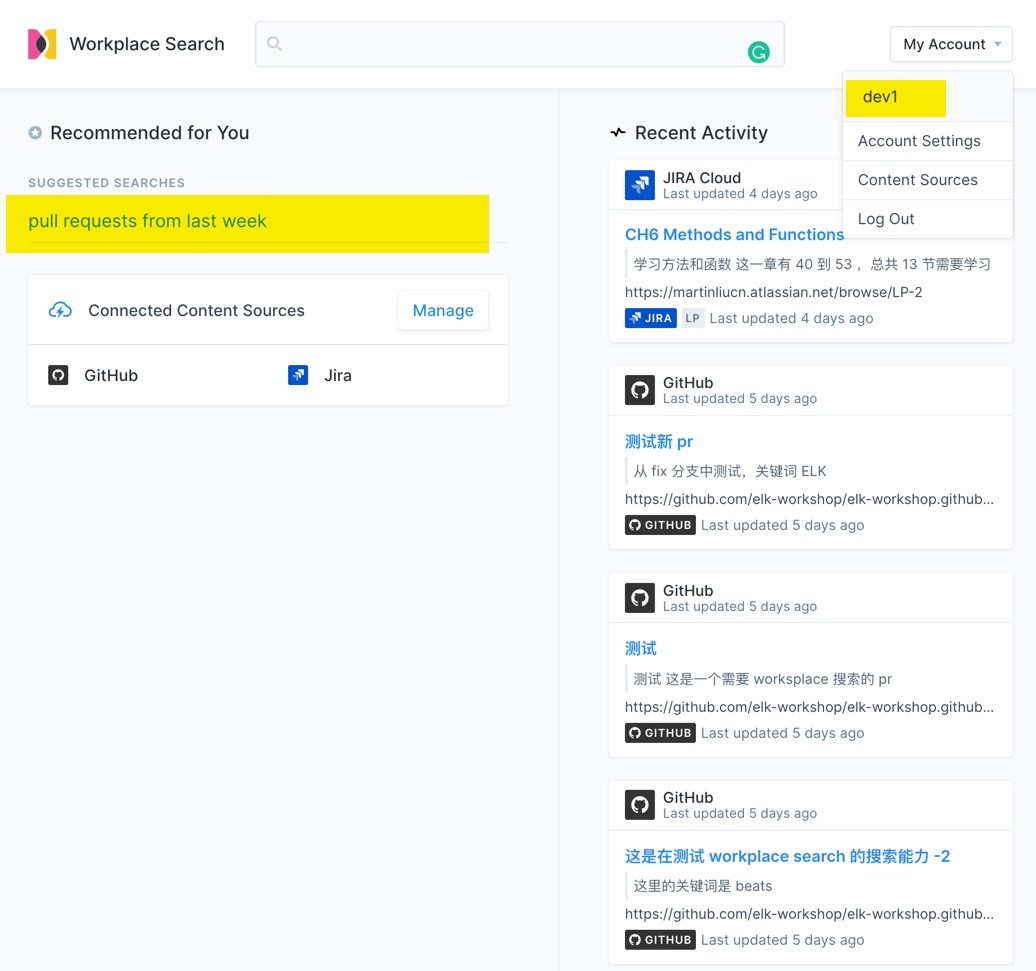 Workplace Search
My Account
dev1
Account Settings
Content Sources
Log Out
Recommended for You
SUGGESTED SEARCHES
pull requests from last week
Connected Content Sources
Manage
GitHub
Jira
Recent Activity
JIRA Cloud
Last updated 4 days ago
CH6 Methods and Functions
学习方法和函数 这一章有 40 到 53 ，总共 13 节需要学习
https://martinliucn.atlassian.net/browse/LP-2
JIRA LP Last updated 4 days ago
GitHub
Last updated 5 days ago
测试新 pr
从 fix 分支中测试，关键词 ELK
https://github.com/elk-workshop/elk-workshop.github...
GITHUB Last updated 5 days ago
GitHub
Last updated 5 days ago
测试
测试 这是一个需要 worksplace 搜索的 pr
https://github.com/elk-workshop/elk-workshop.github...
GITHUB Last updated 5 days ago
GitHub
Last updated 5 days ago
这是在测试 workplace search 的搜索能力 -2
这里的关键词是 beats
https://github.com/elk-workshop/elk-workshop.github...
GITHUB Last updated 5 days ago